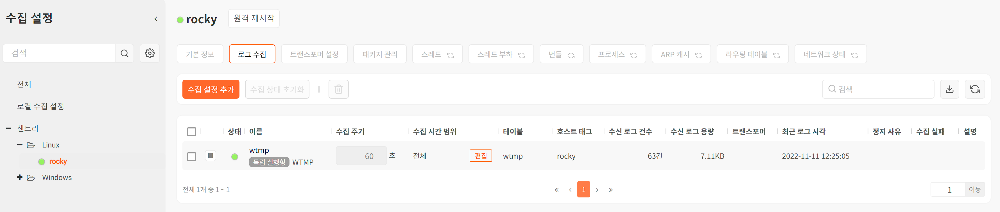 수집 설정
검색
전체
로컬 수집 설정
센트리
Linux
rocky
Windows
rocky
원격 재시작
기본 정보 로그 수집 트랜스포머 설정 패키지 관리 스레드 스레드 부하 번들 프로세스 ARP 캐시 라우팅 테이블 네트워크 상태
수집 설정 추가 수집 상태 초기화 검색
상태 이름 수집 주기 수집 시간 범위 테이블 호스트 태그 수신 로그 건수 수신 로그 용량 트랜스포머 최근 로그 시각 정지 사유 수집 실패 설명
wtmp
독립 실행형 WTMP
60 초 전체 편집 wtmp rocky 63건 7.11KB 2022-11-11 12:25:05
전체 1개 중 1 ~ 1 « ‹ 1 › » 1 이동